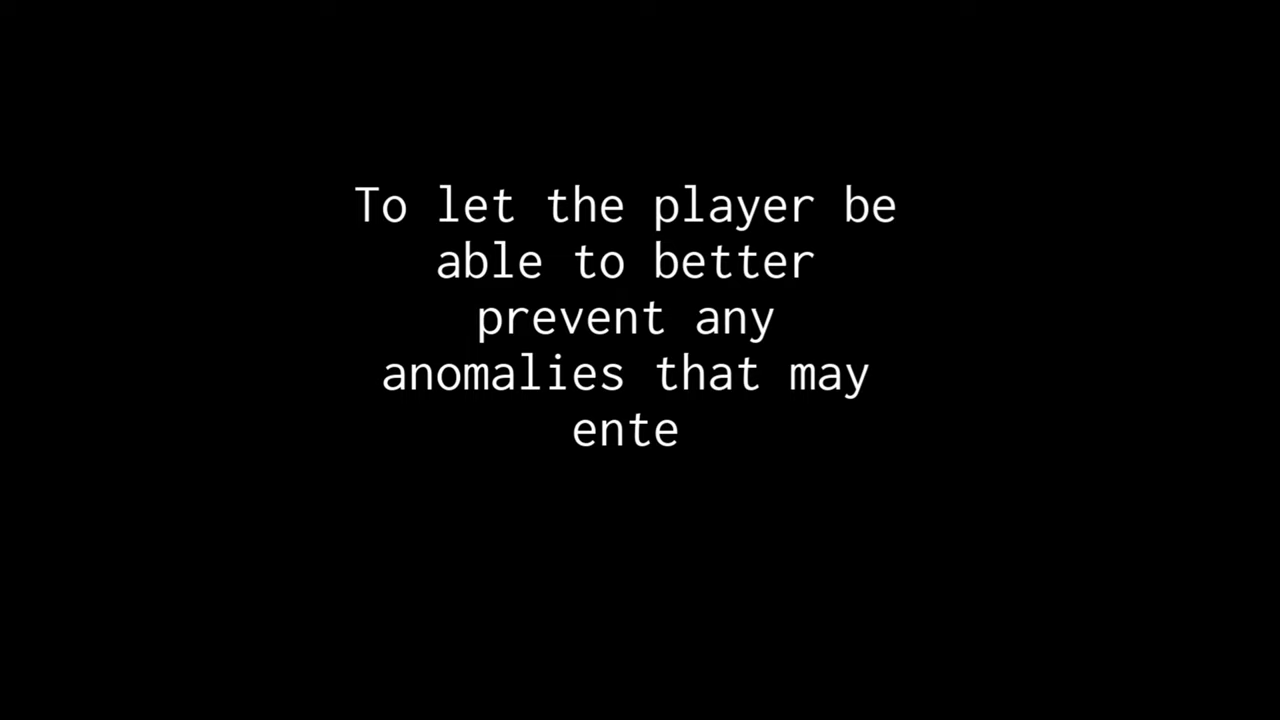 To let the player be
able to better
prevent any
anomalies that may
ente